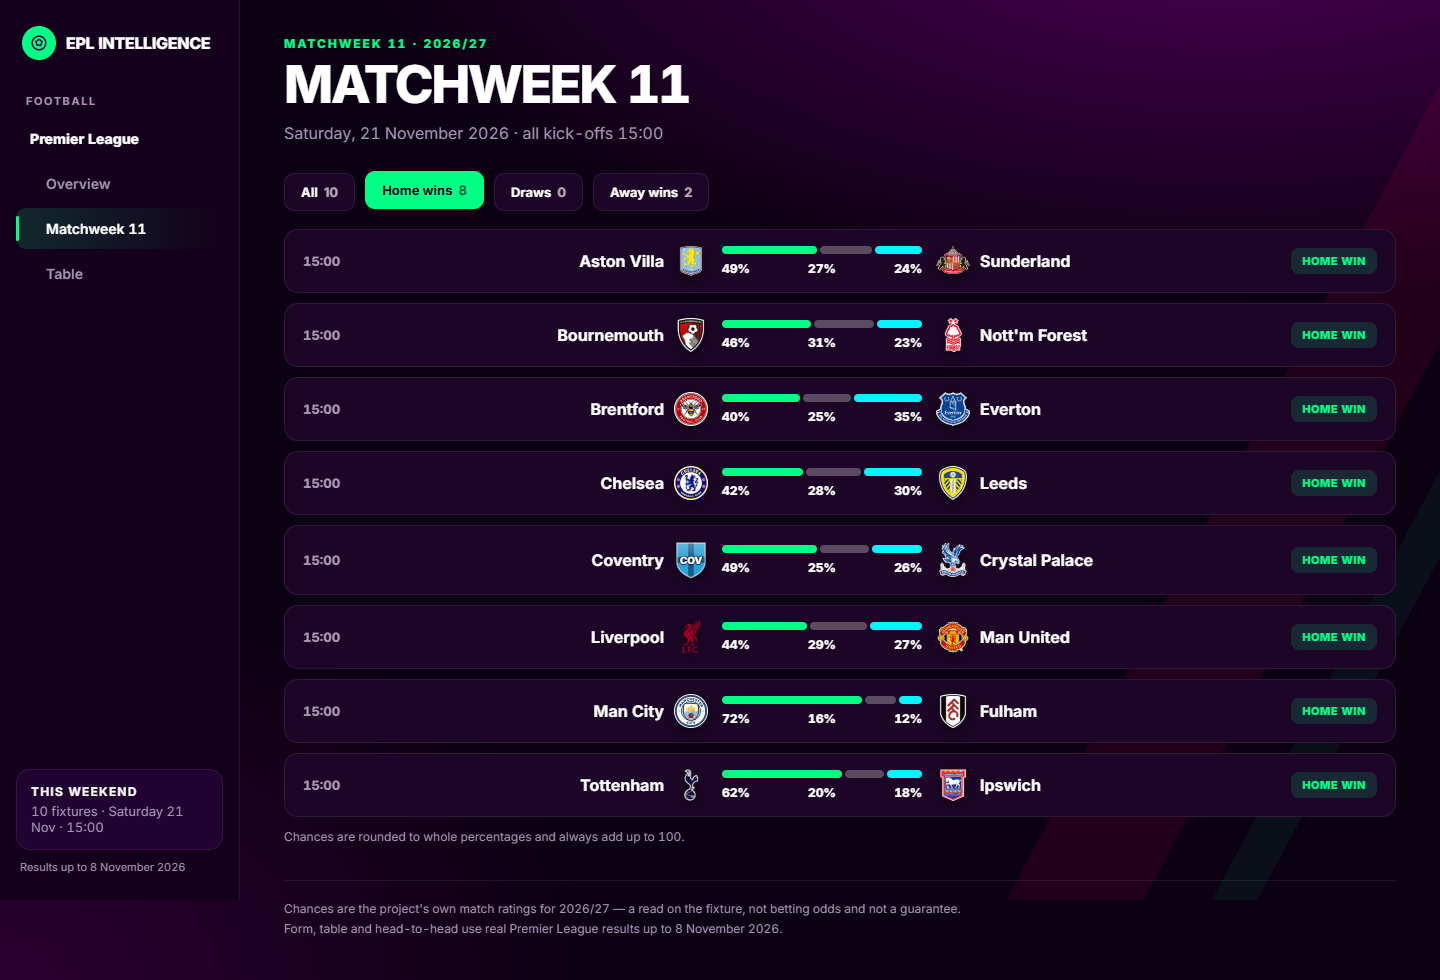 EPL INTELLIGENCE
FOOTBALL
Premier League
Overview
Matchweek 11
Table
THIS WEEKEND
10 fixtures · Saturday 21
Nov · 15:00
Results up to 8 November 2026
MATCHWEEK 11 · 2026/27
MATCHWEEK 11
Saturday, 21 November 2026 · all kick-offs 15:00
All 10 Home wins 8 Draws 0 Away wins 2
15:00 Aston Villa 49% 27% 24% Sunderland HOME WIN
15:00 Bournemouth 46% 31% 23% Nott'm Forest HOME WIN
15:00 Brentford 40% 25% 35% Everton HOME WIN
15:00 Chelsea 42% 28% 30% Leeds HOME WIN
15:00 Coventry COV 49% 25% 26% Crystal Palace HOME WIN
15:00 Liverpool LFC 44% 29% 27% Man United HOME WIN
15:00 Man City 72% 16% 12% Fulham HOME WIN
15:00 Tottenham 62% 20% 18% Ipswich HOME WIN
Chances are rounded to whole percentages and always add up to 100.
Chances are the project's own match ratings for 2026/27 — a read on the fixture, not betting odds and not a guarantee.
Form, table and head-to-head use real Premier League results up to 8 November 2026.